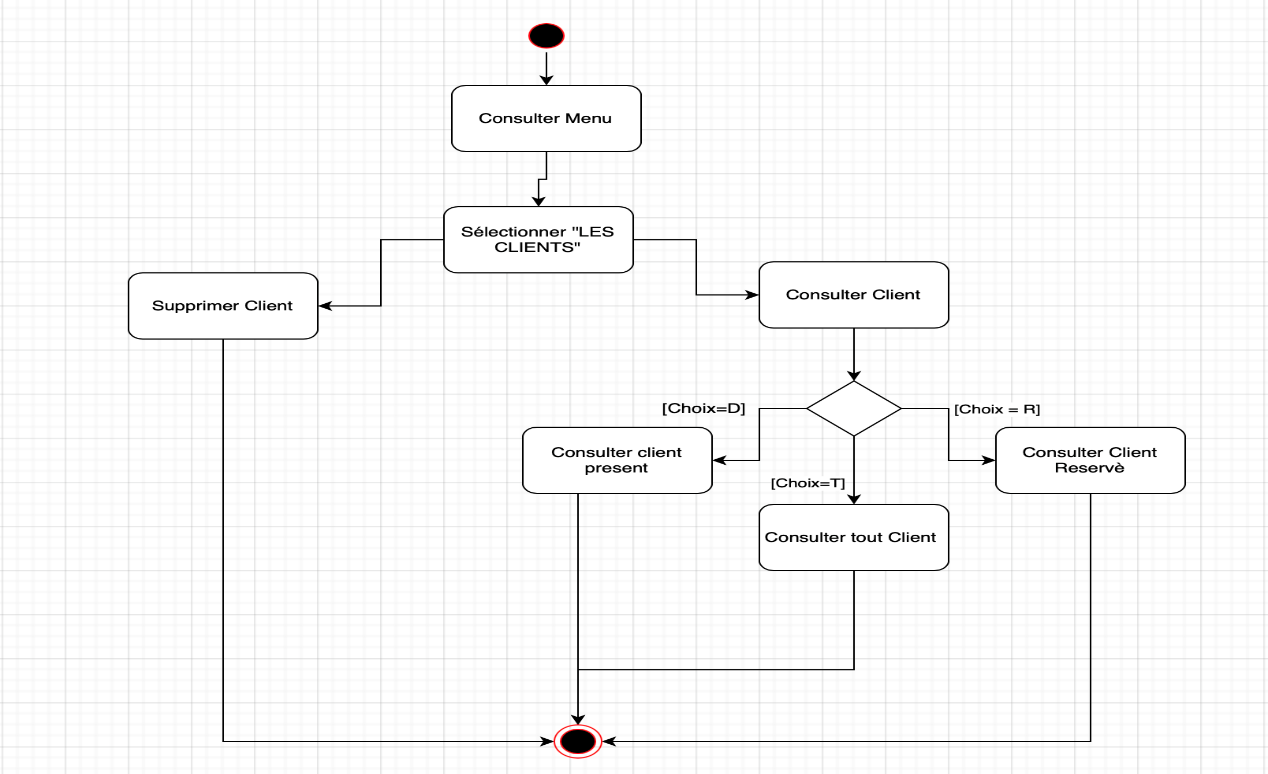 Consulter Menu
Sélectionner "LES
CLIENTS"
Supprimer Client
Consulter Client
[Choix=D]
[Choix = R]
Consulter client
present
Consulter Client
Reservè
[Choix=T]
Consulter tout Client